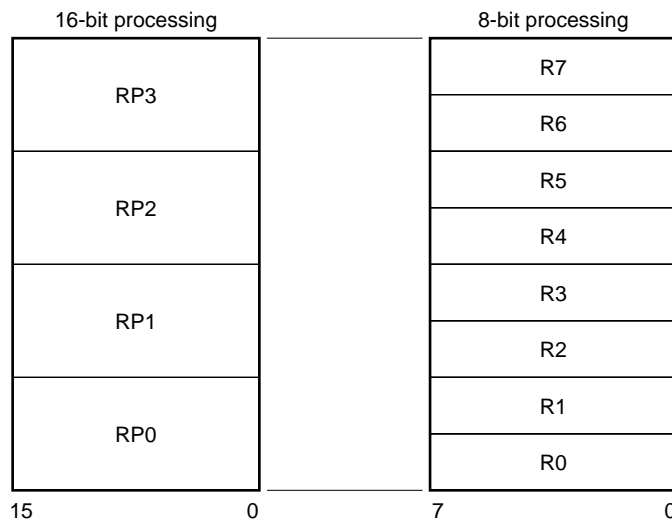 16-bit processing
8-bit processing
RP3
RP2
RP1
RP0
15 0
R7
R6
R5
R4
R3
R2
R1
R0
7 0